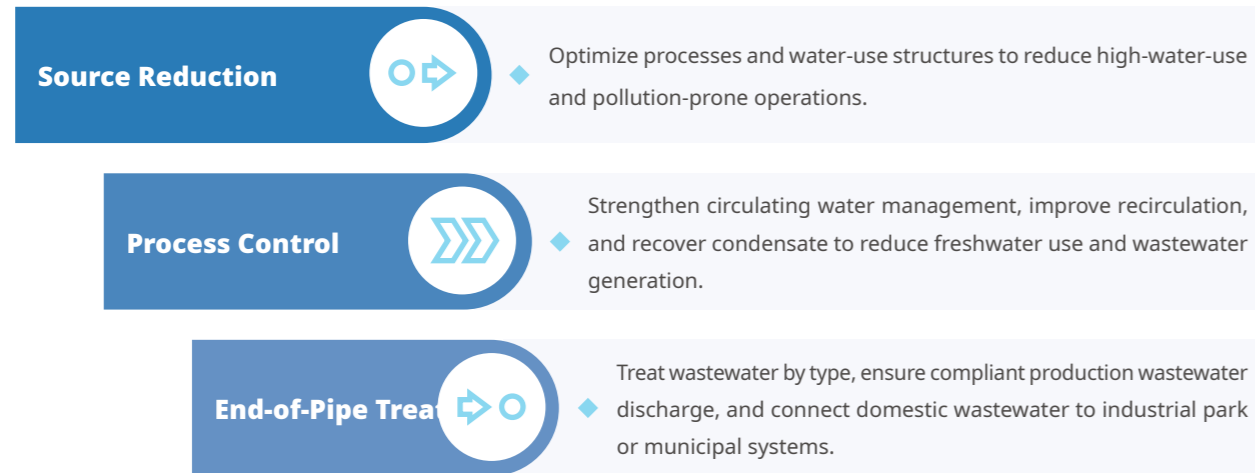 Source Reduction
Optimize processes and water-use structures to reduce high-water-use
and pollution-prone operations.
Process Control
Strengthen circulating water management, improve recirculation,
and recover condensate to reduce freshwater use and wastewater
generation.
End-of-Pipe
Treat wastewater by type, ensure compliant production wastewater
discharge, and connect domestic wastewater to industrial park
or municipal systems.